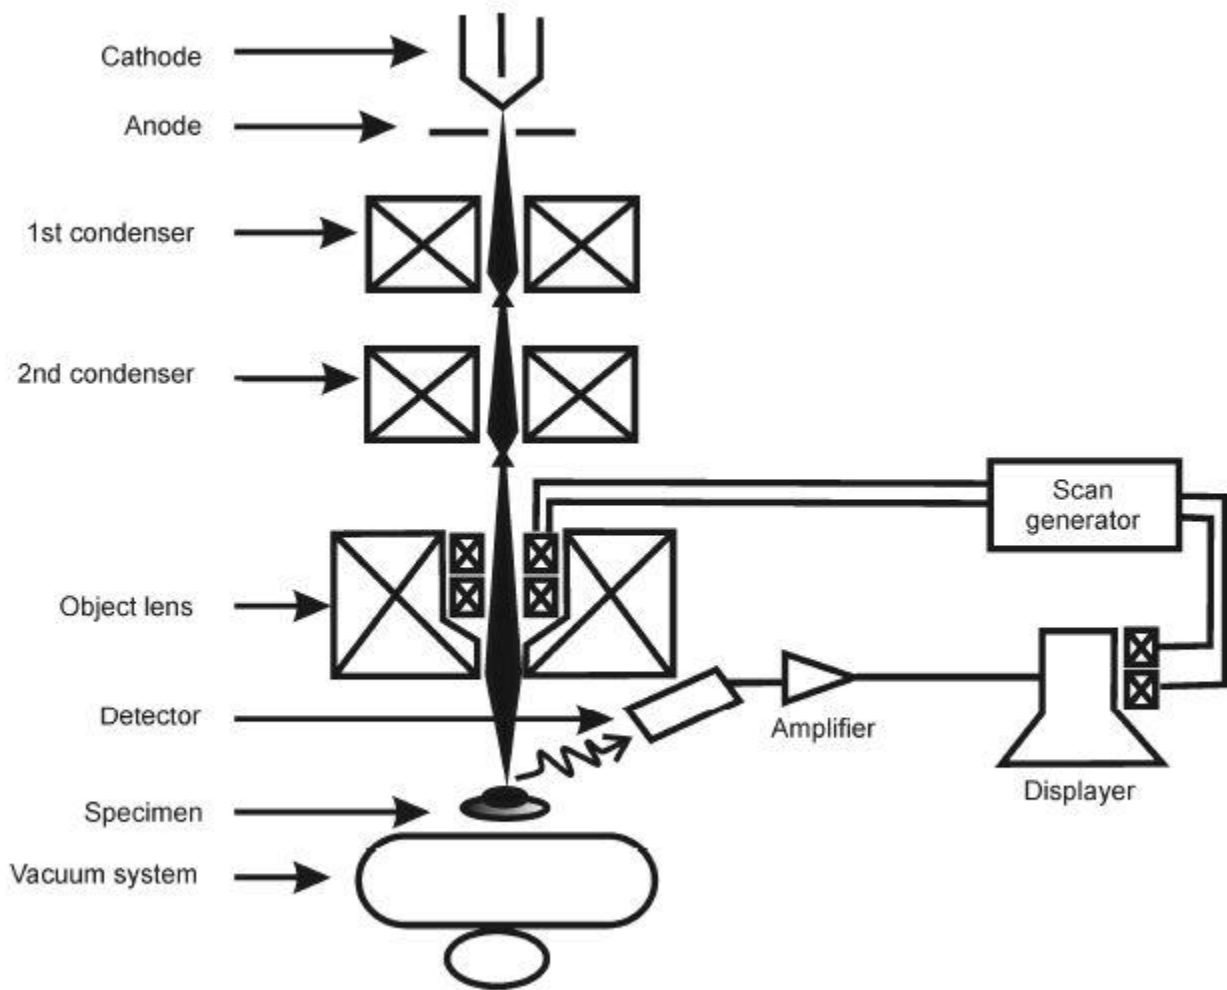 Cathode
Anode
1st condenser
2nd condenser
Scan
generator
Object lens
Detector
Amplifier
Displayer
Specimen
Vacuum system